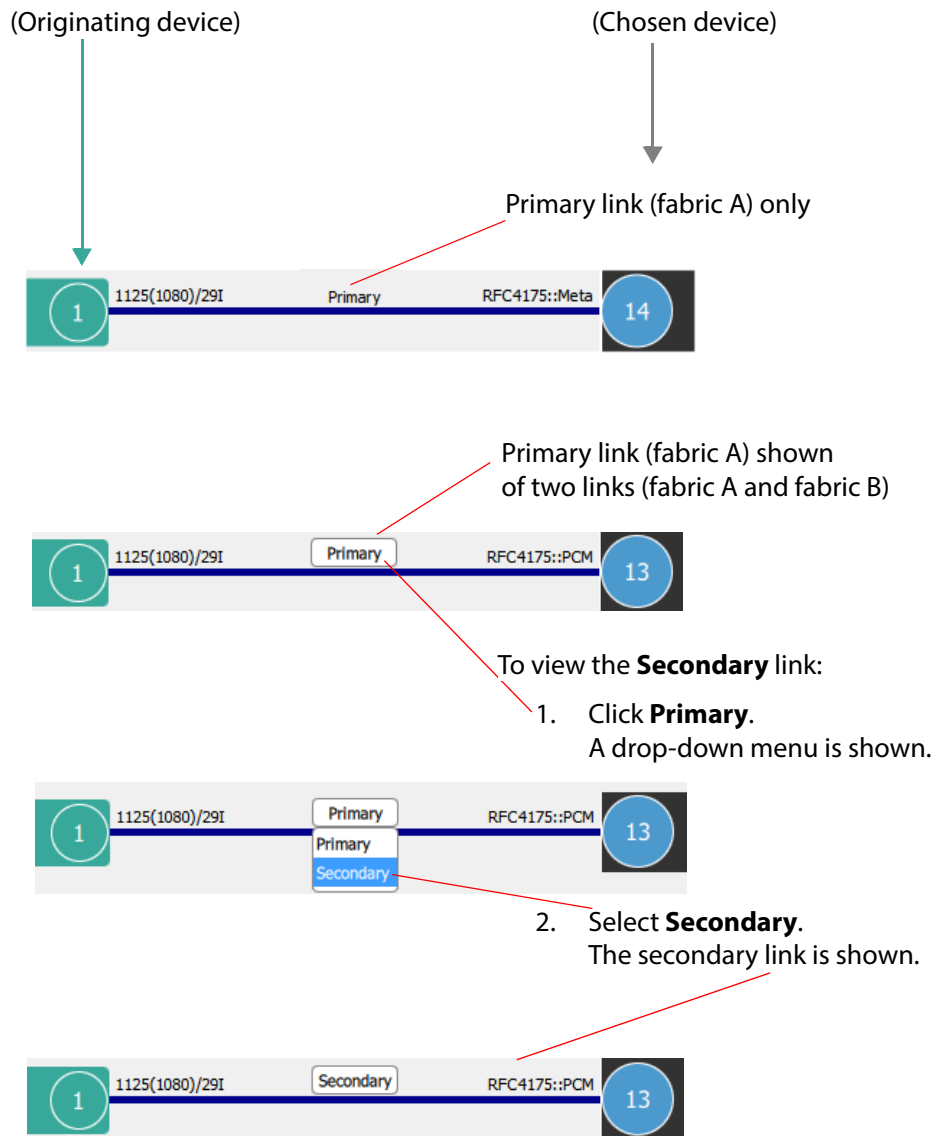 (Originating device)
(Chosen device)
Primary link (fabric A) only
1125(1080)/29I
Primary
RFC4175::Meta
1
14
Primary link (fabric A) shown
of two links (fabric A and fabric B)
1125(1080)/29I
Primary
RFC4175::PCM
1
13
To view the Secondary link:
1. Click Primary.
A drop-down menu is shown.
1125(1080)/29I
Primary
RFC4175::PCM
1
13
Primary
Secondary
2. Select Secondary.
The secondary link is shown.
1125(1080)/29I
Secondary
RFC4175::PCM
1
13